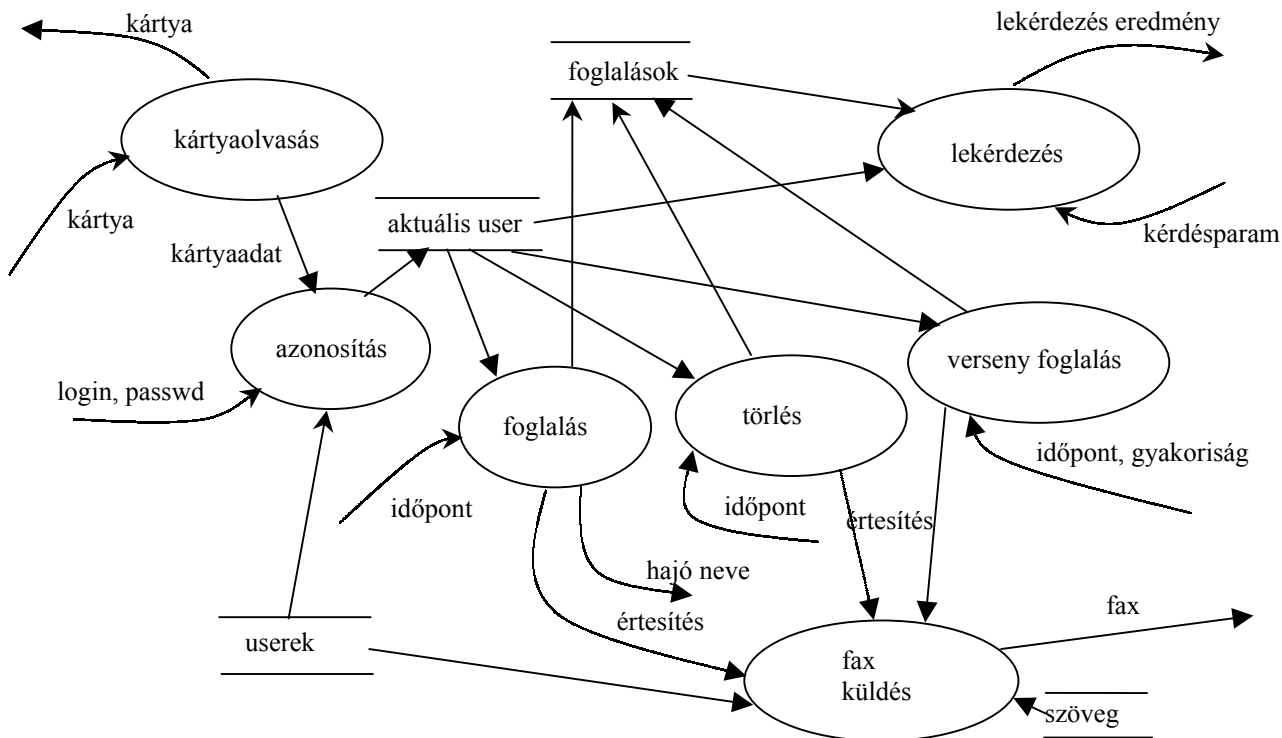 kártya
lekérdezés eredmény
foglalások
kártyaolvasás
lekérdezés
kártya
aktuális user
kérdésparam
kártyaadat
azonosítás
verseny foglalás
login, passwd
foglalás
törlés
időpont, gyakoriság
időpont
időpont
értesítés
hajó neve
értesítés
fax
userek
fax
küldés
szöveg